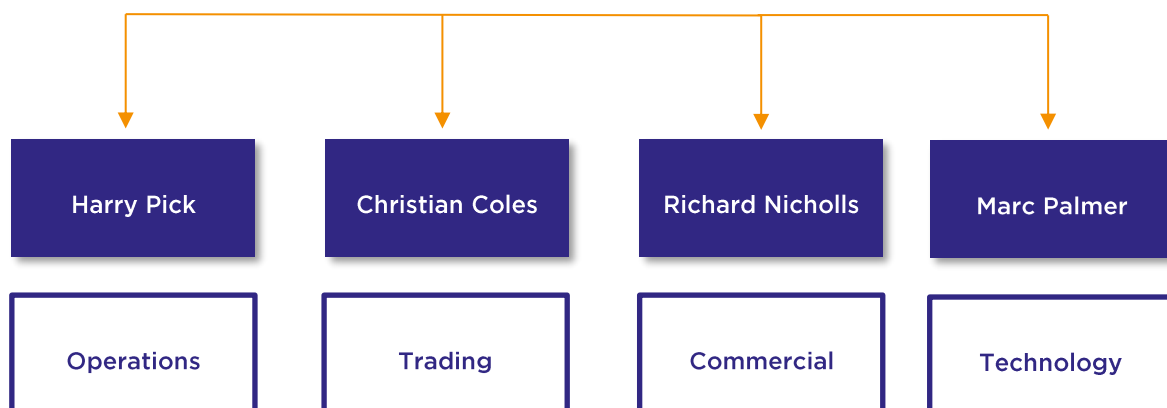 Harry Pick
Christian Coles
Richard Nicholls
Marc Palmer
Operations
Trading
Commercial
Technology